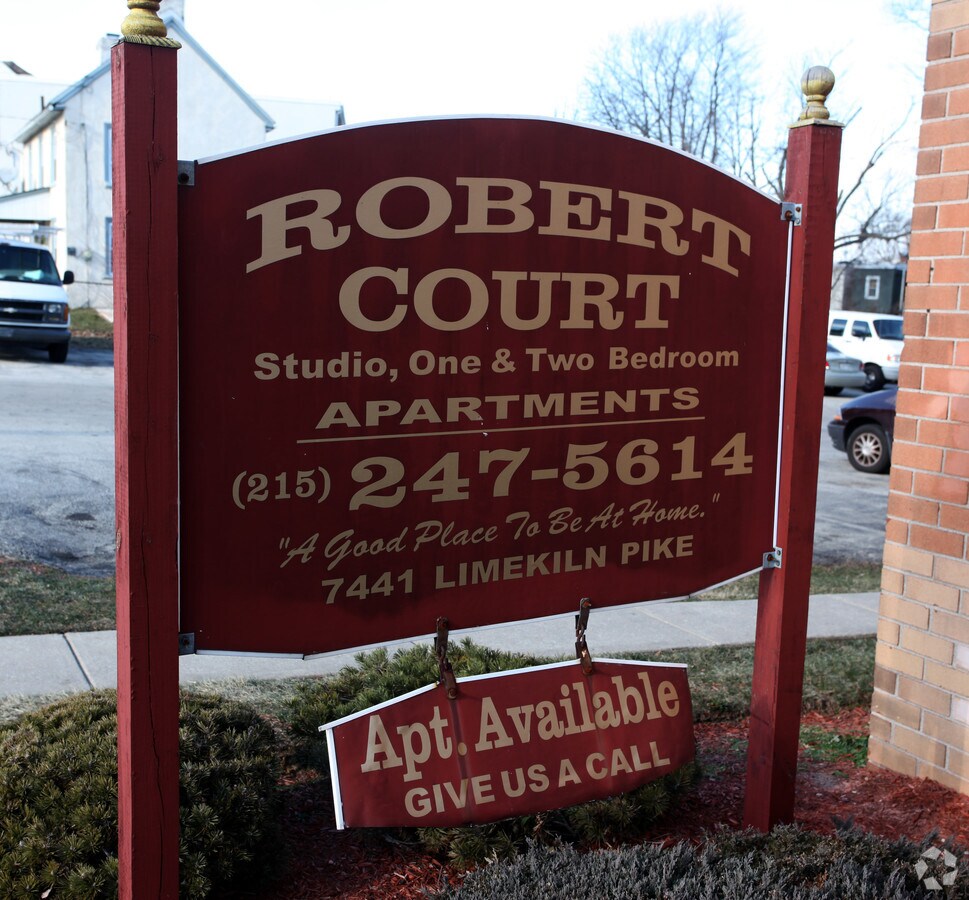 ROBERT
COURT
Studio, One & Two Bedroom
APARTMENTS
(215) 247-5614
"A Good Place To Be At Home."
7441 LIMEKILN PIKE
Apt. Available
GIVE US A CALL